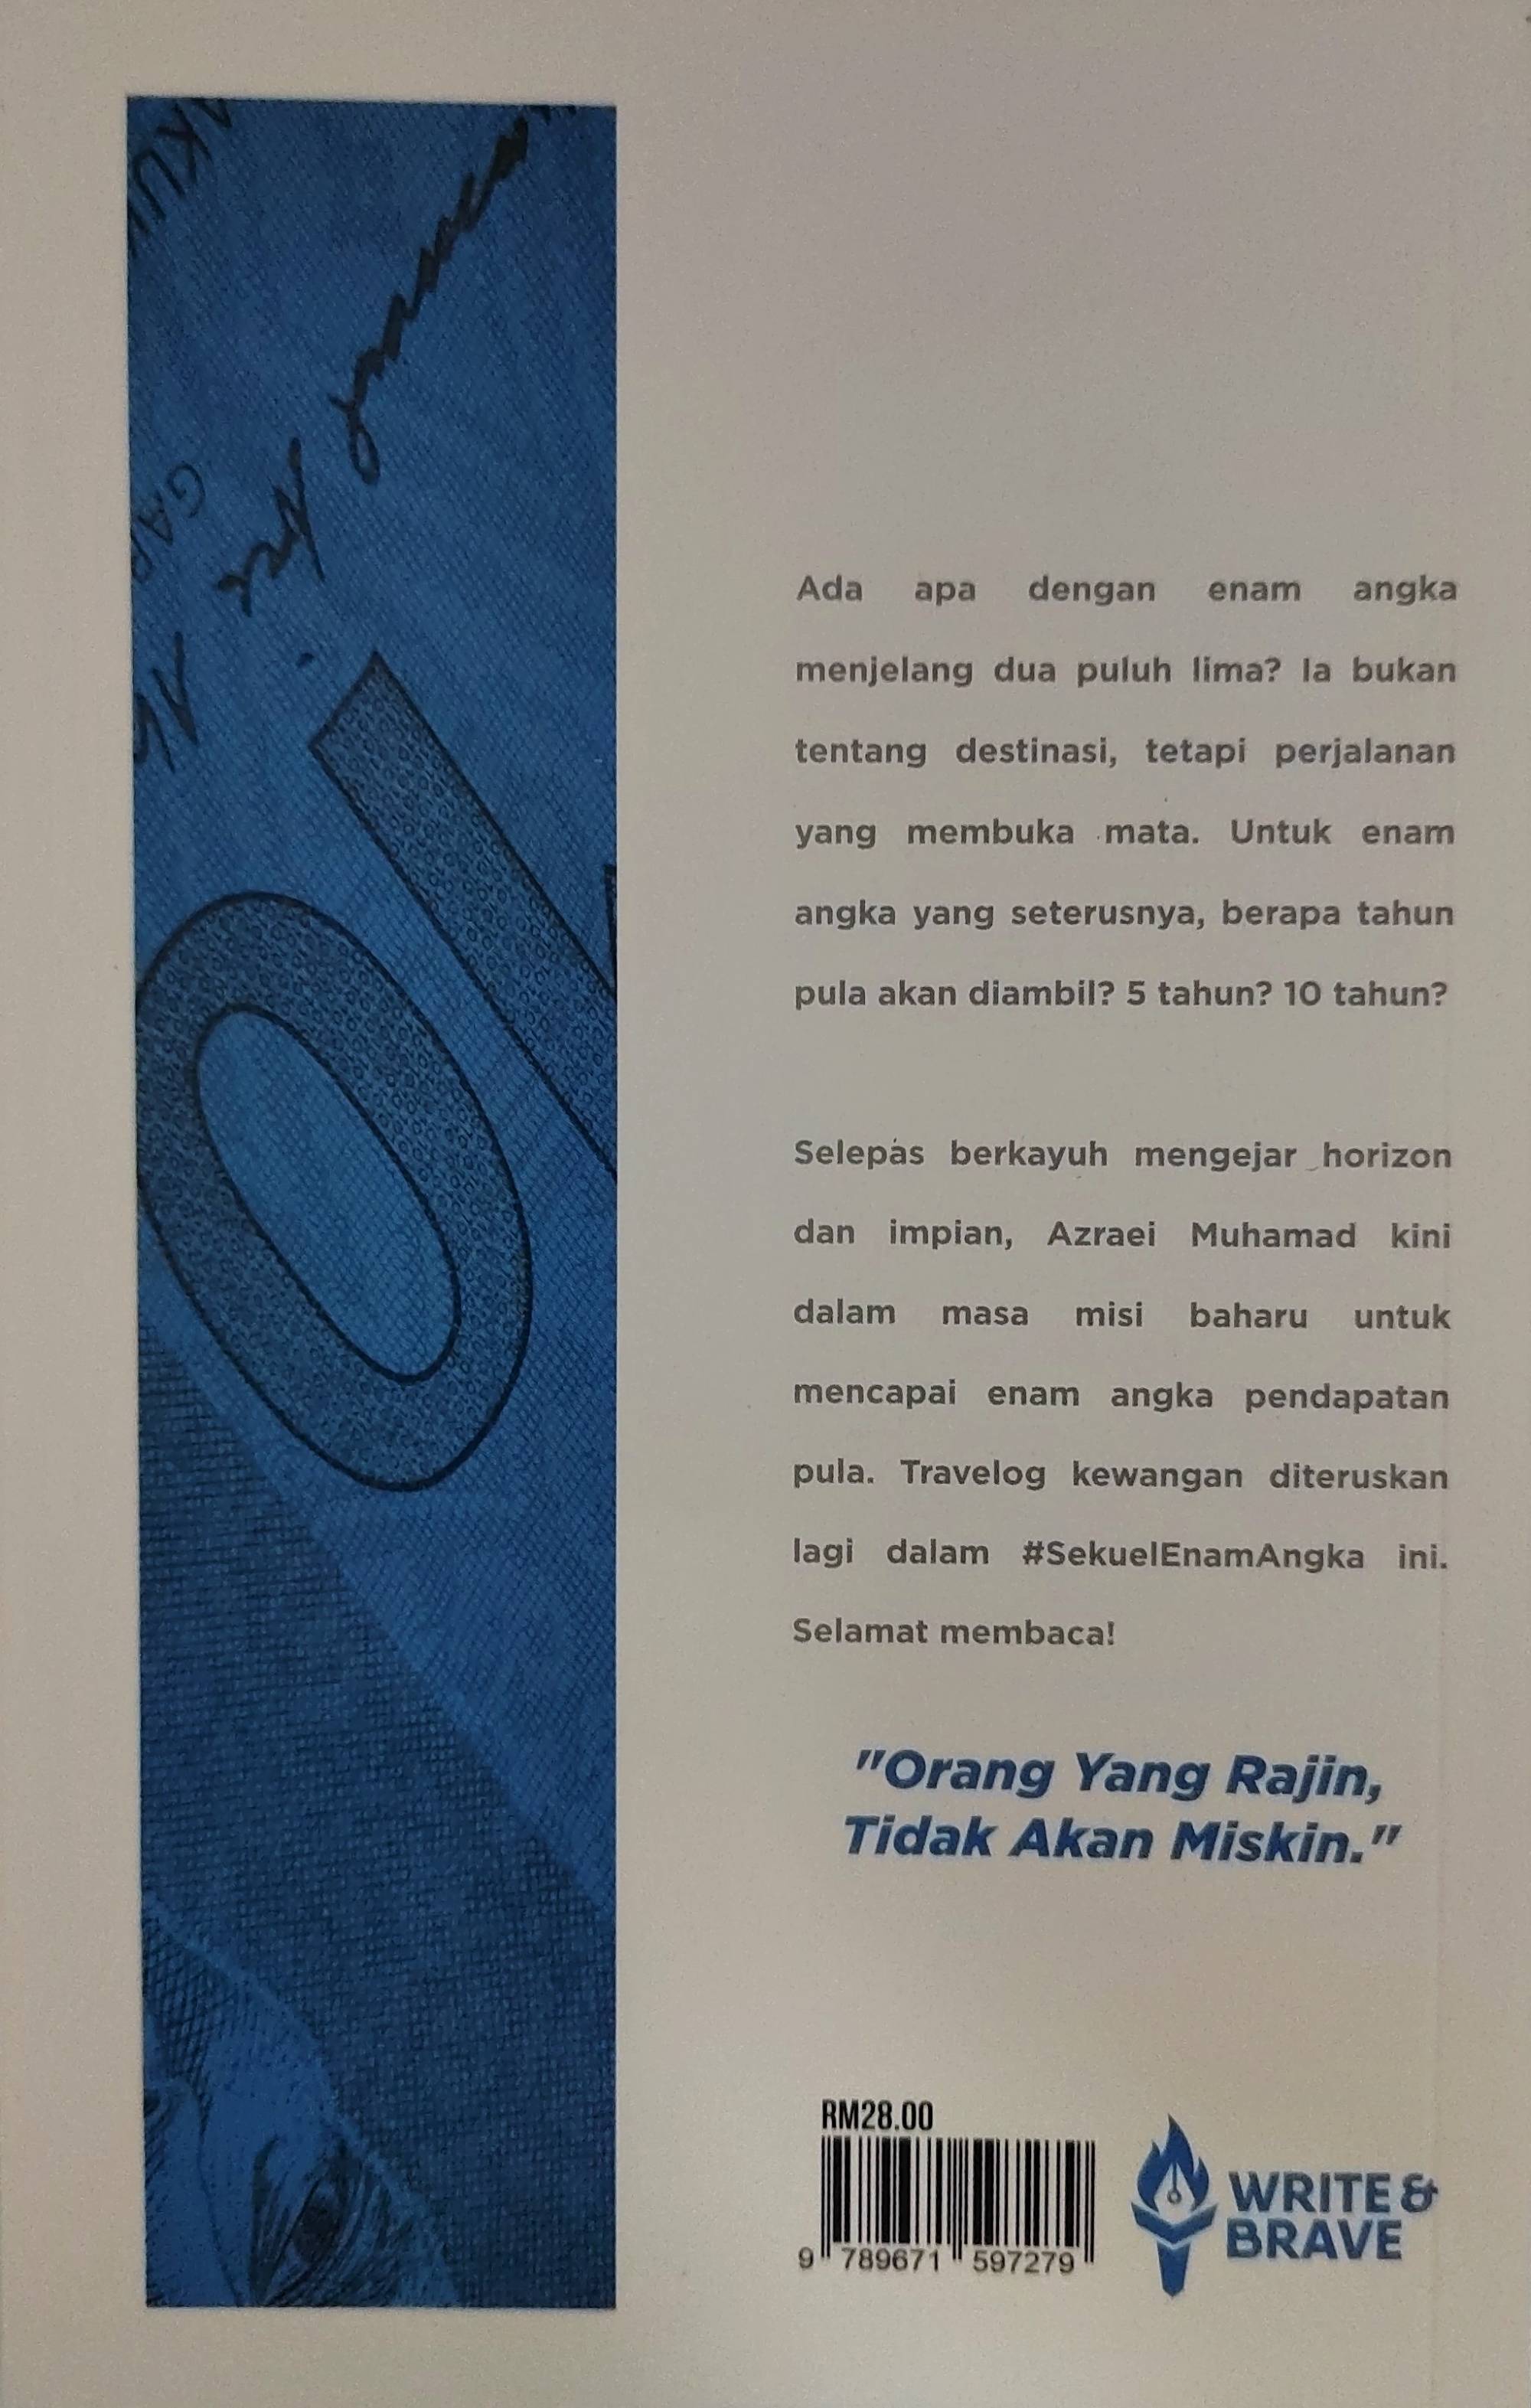 Ada apa dengan enam angka
menjelang dua puluh lima? Ia bukan
tentang destinasi, tetapi perjalanan
yang membuka mata. Untuk enam
angka yang seterusnya, berapa tahun
pula akan diambil? 5 tahun? 10 tahun?
Selepas berkayuh mengejar horizon
dan impian, Azraei Muhamad kini
dalam masa misi baharu untuk
mencapai enam angka pendapatan
pula. Travelog kewangan diteruskan
lagi dalam #SekuelEnamAngka ini.
Selamat membaca!
"Orang Yang Rajin,
Tidak Akan Miskin."
RM28.00
9 789671 597279
WRITE &
BRAVE